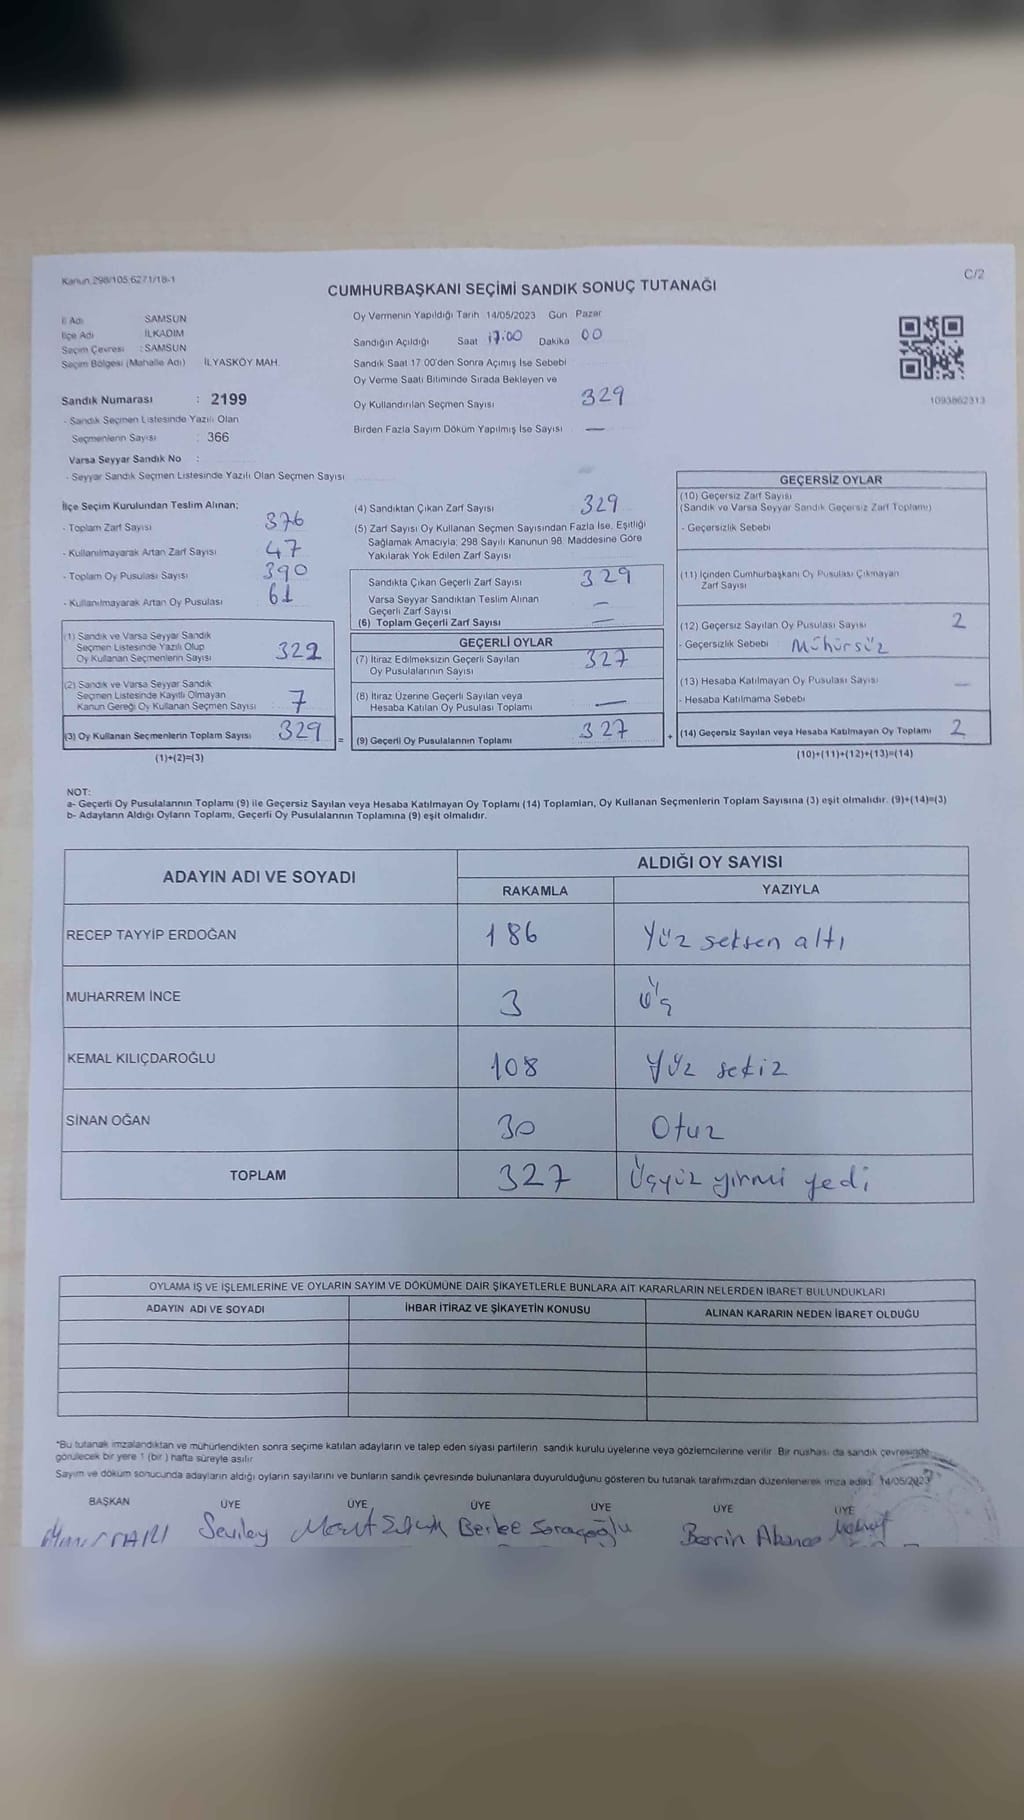 Kanun.298/105.6271/18-1
C/2
CUMHURBAŞKANI SEÇİMİ SANDIK SONUÇ TUTANAĞI
İl Adı SAMSUN
İlçe Adı İLKADIM
Seçim Çevresi : SAMSUN
Seçim Bölgesi (Mahalle Adı) İLYASKÖY MAH.
Sandık Numarası : 2199
- Sandık Seçmen Listesinde Yazılı Olan
Seçmenlerin Sayısı : 366
Varsa Seyyar Sandık No :
- Seyyar Sandık Seçmen Listesinde Yazılı Olan Seçmen Sayısı
Oy Vermenin Yapıldığı Tarih 14/05/2023 Gün Pazar
Sandığın Açıldığı Saat 17:00 Dakika 00
Sandık Saat 17 00'den Sonra Açımış İse Sebebi
Oy Verme Saati Bitiminde Sırada Bekleyen ve
Oy Kullandırılan Seçmen Sayısı 329
Birden Fazla Sayım Döküm Yapılmış İse Sayısı —
1093862313
İlçe Seçim Kurulundan Teslim Alınan;
- Toplam Zarf Sayısı 376
- Kullanılmayarak Artan Zarf Sayısı 47
- Toplam Oy Pusulası Sayısı 390
- Kullanılmayarak Artan Oy Pusulası 61
(1) Sandık ve Varsa Seyyar Sandık
Seçmen Listesinde Yazılı Olup
Oy Kullanan Seçmenlerin Sayısı 322
(2) Sandık ve Varsa Seyyar Sandık
Seçmen Listesinde Kayıtlı Olmayan
Kanun Gereği Oy Kullanan Seçmen Sayısı 7
(3) Oy Kullanan Seçmenlerin Toplam Sayısı 329 =
(1)+(2)=(3)
(4) Sandıktan Çıkan Zarf Sayısı 329
(5) Zarf Sayısı Oy Kullanan Seçmen Sayısından Fazla İse, Eşitliği
Sağlamak Amacıyla; 298 Sayılı Kanunun 98. Maddesine Göre
Yakılarak Yok Edilen Zarf Sayısı
Sandıkta Çıkan Geçerli Zarf Sayısı 329
Varsa Seyyar Sandıktan Teslim Alınan
Geçerli Zarf Sayısı —
(6) Toplam Geçerli Zarf Sayısı —
GEÇERLİ OYLAR
(7) İtiraz Edilmeksizin Geçerli Sayılan
Oy Pusulalarının Sayısı 327
(8) İtiraz Üzerine Geçerli Sayılan veya
Hesaba Katılan Oy Pusulası Toplamı —
(9) Geçerli Oy Pusulalarının Toplamı 327 +
GEÇERSİZ OYLAR
(10) Geçersiz Zarf Sayısı
(Sandık ve Varsa Seyyar Sandık Geçersiz Zarf Toplamı)
- Geçersizlik Sebebi
(11) İçinden Cumhurbaşkanı Oy Pusulası Çıkmayan
Zarf Sayısı
(12) Geçersiz Sayılan Oy Pusulası Sayısı 2
- Geçersizlik Sebebi Mühürsüz
(13) Hesaba Katılmayan Oy Pusulası Sayısı —
- Hesaba Katılmama Sebebi
(14) Geçersiz Sayılan veya Hesaba Katılmayan Oy Toplamı 2
(10)+(11)+(12)+(13)=(14)
NOT:
a- Geçerli Oy Pusulalarının Toplamı (9) ile Geçersiz Sayılan veya Hesaba Katılmayan Oy Toplamı (14) Toplamları, Oy Kullanan Seçmenlerin Toplam Sayısına (3) eşit olmalıdır. (9)+(14)=(3)
b- Adayların Aldığı Oyların Toplamı, Geçerli Oy Pusulalarının Toplamına (9) eşit olmalıdır.
ADAYIN ADI VE SOYADI ALDIĞI OY SAYISI
RAKAMLA YAZIYLA
RECEP TAYYİP ERDOĞAN 186 Yüz seksen altı
MUHARREM İNCE 3 üç
KEMAL KILIÇDAROĞLU 108 Yüz sekiz
SİNAN OĞAN 30 Otuz
TOPLAM 327 Üçyüz yirmi yedi
OYLAMA İŞ VE İŞLEMLERİNE VE OYLARIN SAYIM VE DÖKÜMÜNE DAİR ŞİKAYETLERLE BUNLARA AİT KARARLARIN NELERDEN İBARET BULUNDUKLARI
ADAYIN ADI VE SOYADI İHBAR İTİRAZ VE ŞİKAYETİN KONUSU ALINAN KARARIN NEDEN İBARET OLDUĞU
*Bu tutanak imzalandıktan ve mühürlendikten sonra seçime katılan adayların ve talep eden siyasi partilerin sandık kurulu üyelerine veya gözlemcilerine verilir. Bir nüshası da sandık çevresinde
görülecek bir yere 1 (bir) hafta süreyle asılır
Sayım ve döküm sonucunda adayların aldığı oyların sayılarını ve bunların sandık çevresinde bulunanlara duyurulduğunu gösteren bu tutanak tarafımızdan düzenlenerek imza edildi. 14/05/2023
BAŞKAN ÜYE ÜYE ÜYE ÜYE ÜYE ÜYE
Sevilay Mert Berke Saraçoğlu Berrin